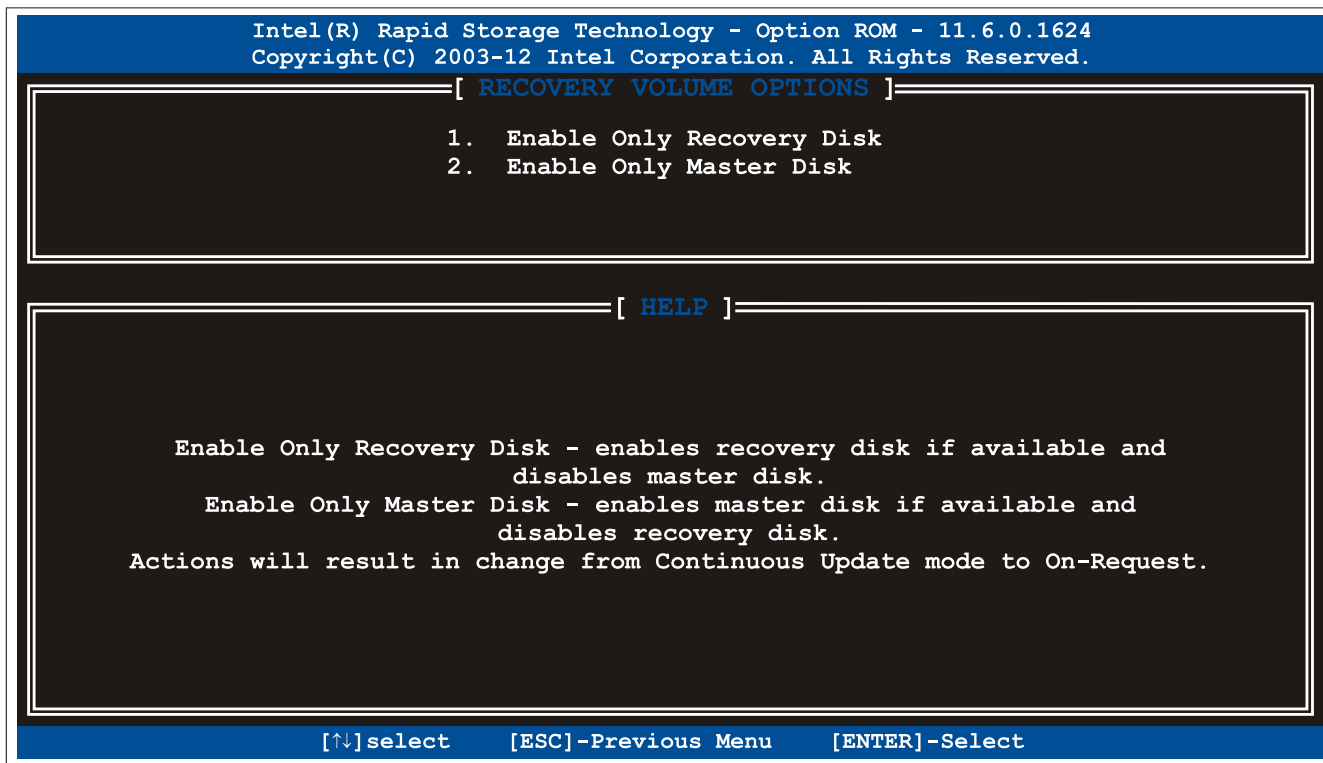 Intel(R) Rapid Storage Technology - Option ROM - 11.6.0.1624
Copyright(C) 2003-12 Intel Corporation. All Rights Reserved.
[ RECOVERY VOLUME OPTIONS ]
1. Enable Only Recovery Disk
2. Enable Only Master Disk
[ HELP ]
Enable Only Recovery Disk - enables recovery disk if available and
disables master disk.
Enable Only Master Disk - enables master disk if available and
disables recovery disk.
Actions will result in change from Continuous Update mode to On-Request.
[↑↓]select [ESC]-Previous Menu [ENTER]-Select